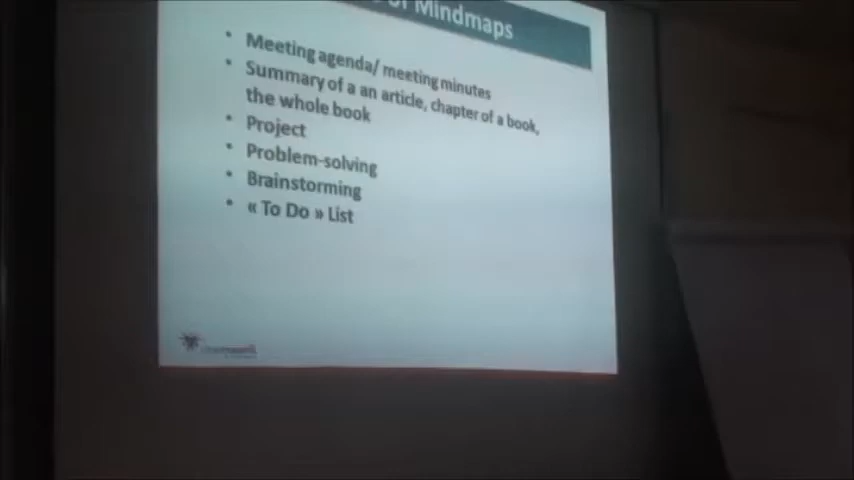 of Mindmaps
• Meeting agenda/ meeting minutes
• Summary of a an article, chapter of a book,
the whole book
• Project
• Problem-solving
• Brainstorming
• « To Do » List